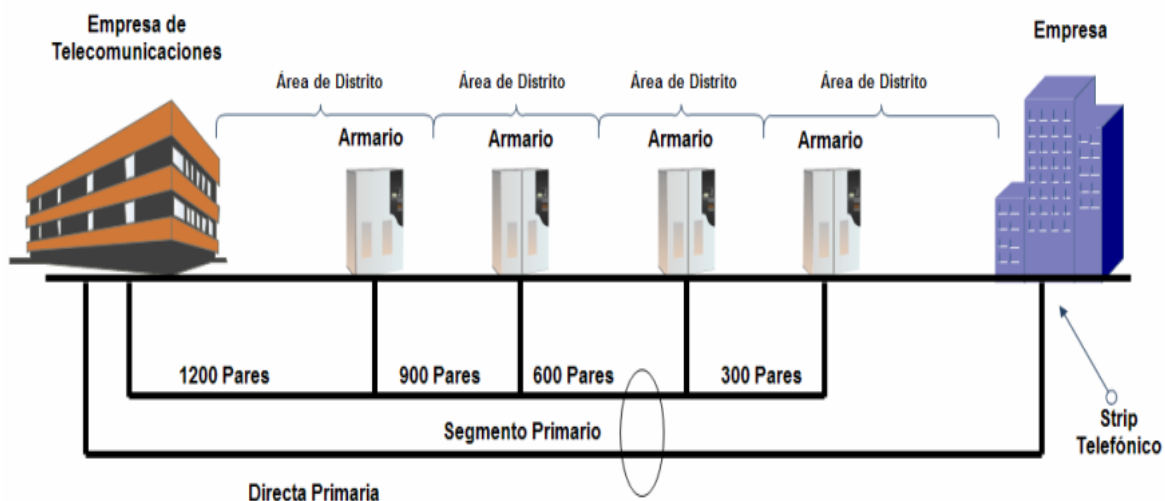 Empresa de
Telecomunicaciones
Empresa
Área de Distrito
Área de Distrito
Área de Distrito
Área de Distrito
Armario
Armario
Armario
Armario
1200 Pares
900 Pares
600 Pares
300 Pares
Segmento Primario
Strip
Telefónico
Directa Primaria